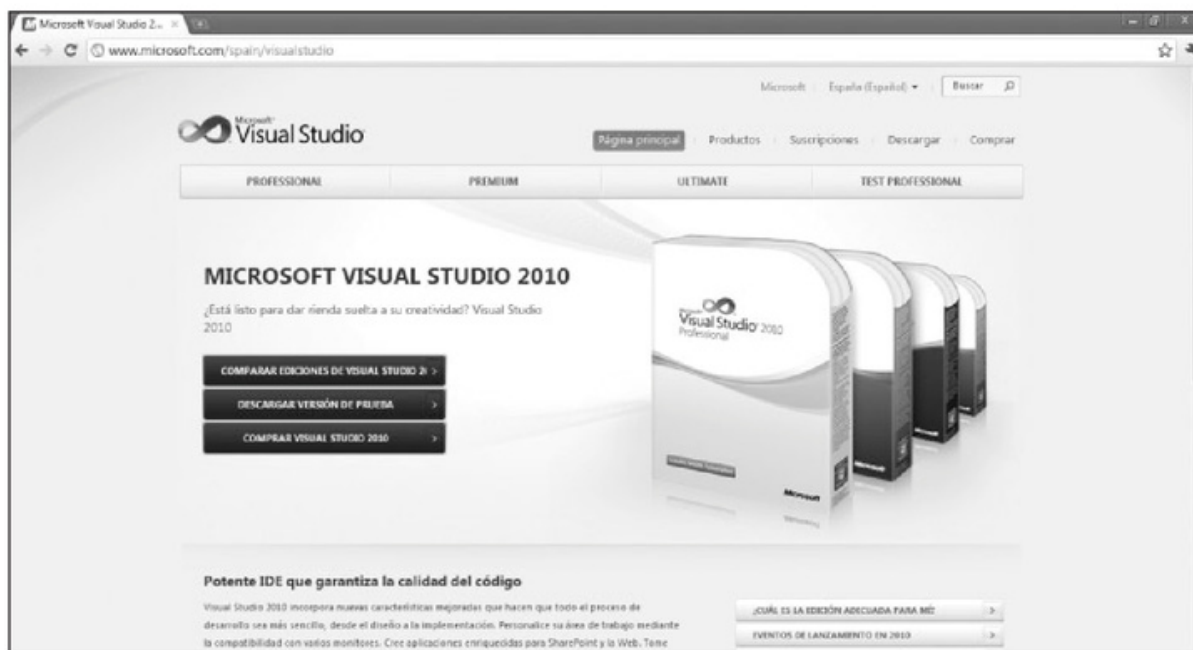 Microsoft Visual Studio 2...
www.microsoft.com/spain/visualstudio
Microsoft España (Español) Buscar
Microsoft
Visual Studio
Página principal Productos Suscripciones Descargar Comprar
PROFESSIONAL PREMIUM ULTIMATE TEST PROFESSIONAL
MICROSOFT VISUAL STUDIO 2010
¿Está listo para dar rienda suelta a su creatividad? Visual Studio
2010
COMPARAR EDICIONES DE VISUAL STUDIO 20 >
DESCARGAR VERSIÓN DE PRUEBA >
COMPRAR VISUAL STUDIO 2010 >
Visual Studio 2010
Professional
Microsoft
Potente IDE que garantiza la calidad del código
Visual Studio 2010 incorpora nuevas características mejoradas que hacen que todo el proceso de
desarrollo sea más sencillo, desde el diseño a la implementación. Personalice su área de trabajo mediante
la compatibilidad con varios monitores. Cree aplicaciones enriquecidas para SharePoint y la Web. Tome
¿CUÁL ES LA EDICIÓN ADECUADA PARA MÍ? >
EVENTOS DE LANZAMIENTO EN 2010 >